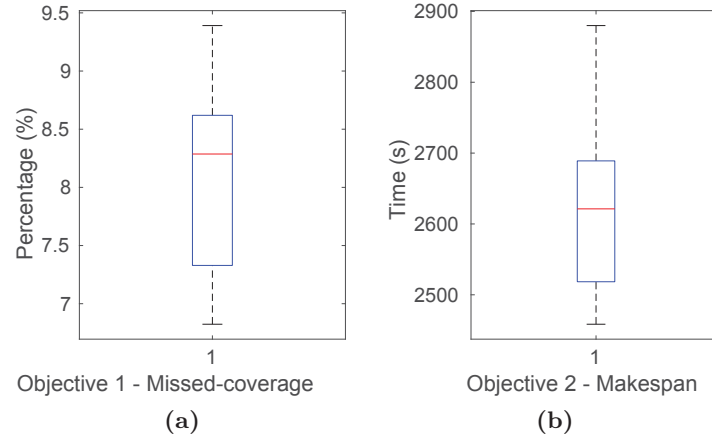 9.5
9
8.5
8
7.5
7
Percentage (%)
1
Objective 1 - Missed-coverage
(a)
2900
2800
2700
2600
2500
Time (s)
1
Objective 2 - Makespan
(b)